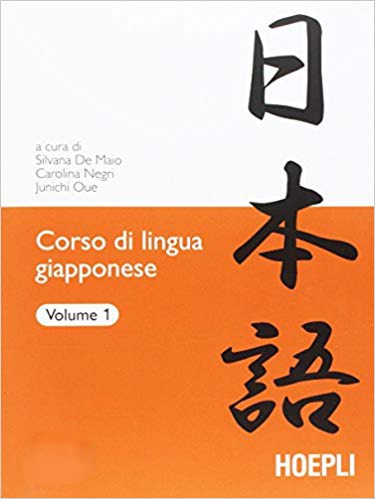 a cura di
Silvana De Maio
Carolina Negri
Junichi Oue
Corso di lingua
giapponese
Volume 1
日本語
HOEPLI